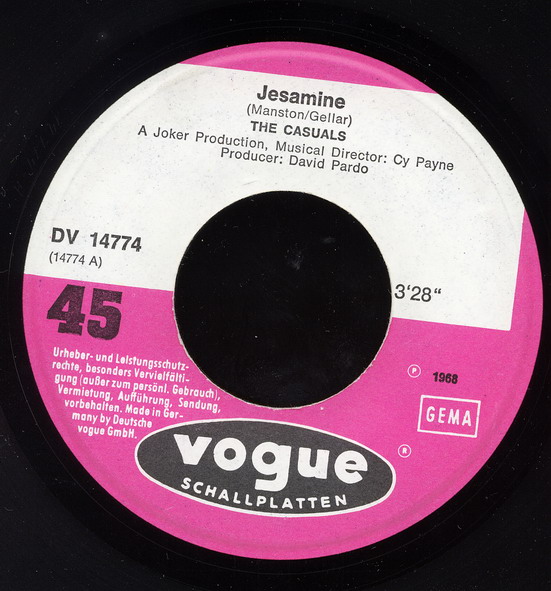 Jesamine
(Manston/Gellar)
THE CASUALS
A Joker Production, Musical Director: Cy Payne
Producer: David Pardo
DV 14774
(14774 A)
3'28"
45
Urheber- und Leistungsschutz-
rechte, besonders Vervielfälti-
gung (außer zum persönl. Gebrauch),
Vermietung, Aufführung, Sendung,
vorbehalten. Made in Ger-
many by Deutsche
vogue GmbH.
℗ 1968
GEMA
®
vogue
SCHALLPLATTEN